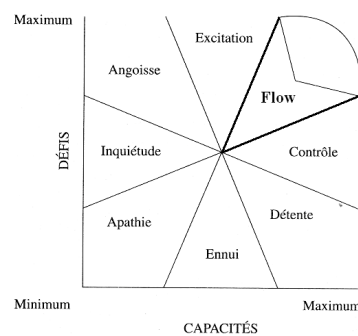 Maximum
Excitation
Angoisse
Flow
DÉFIS
Inquiétude
Contrôle
Apathie
Détente
Ennui
Minimum
Maximum
CAPACITÉS